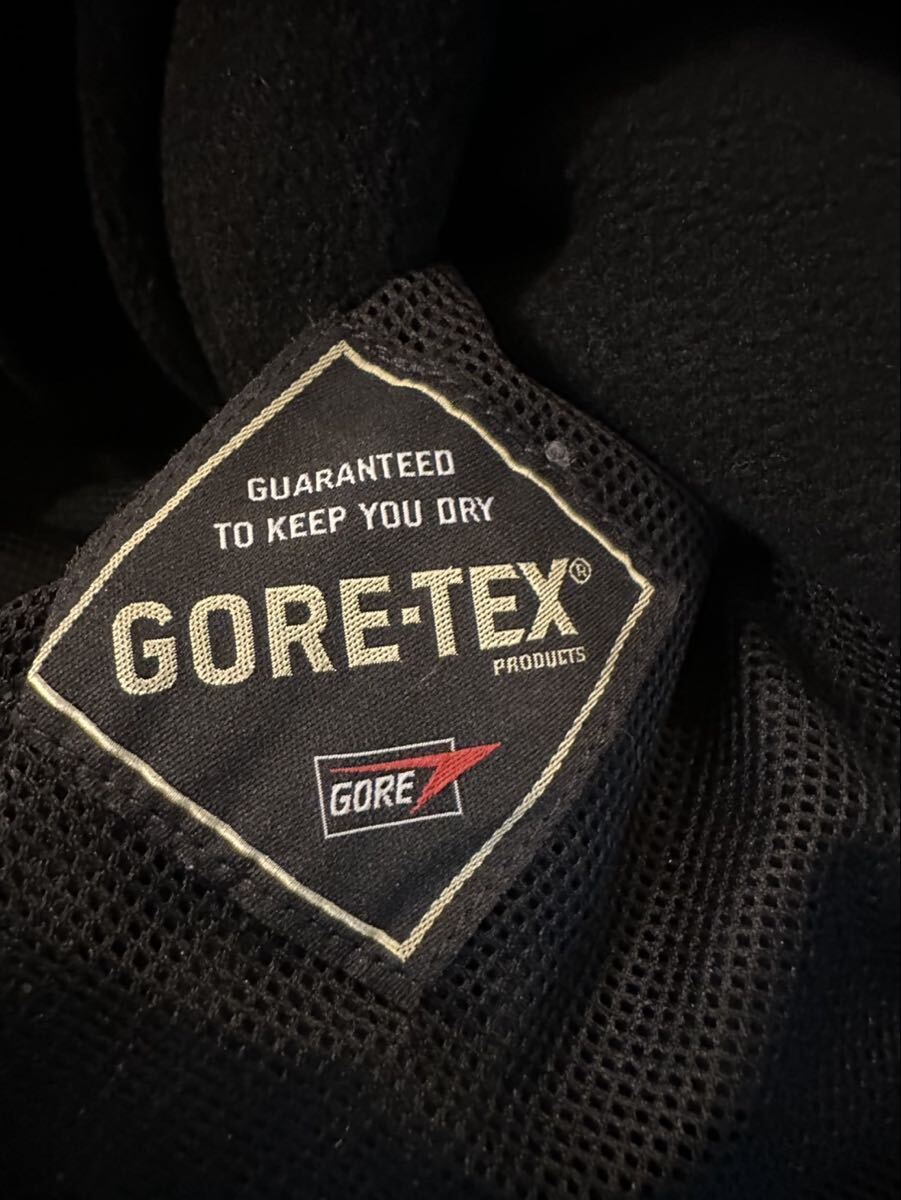 GUARANTEED
TO KEEP YOU DRY
GORE-TEX®
PRODUCTS
GORE